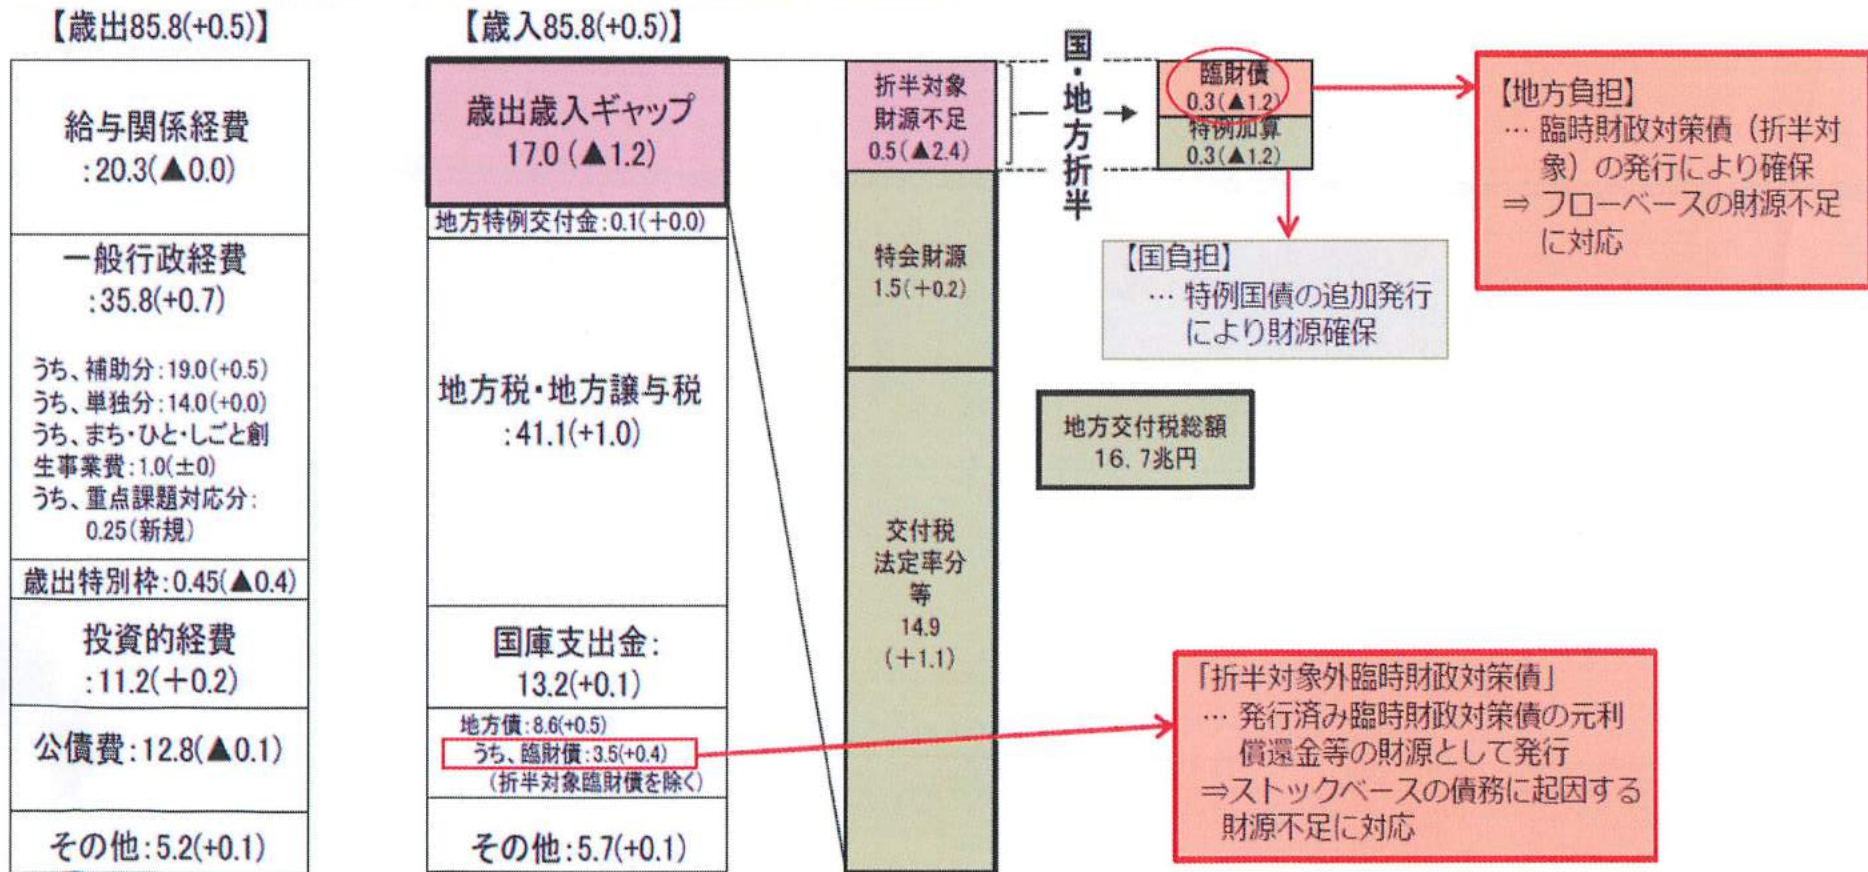 【歳出85.8(+0.5)】
給与関係経費
:20.3(▲0.0)
一般行政経費
:35.8(+0.7)
うち、補助分:19.0(+0.5)
うち、単独分:14.0(+0.0)
うち、まち・ひと・しごと創
生事業費:1.0(±0)
うち、重点課題対応分:
0.25(新規)
歳出特別枠:0.45(▲0.4)
投資的経費
:11.2(+0.2)
公債費:12.8(▲0.1)
その他:5.2(+0.1)
【歳入85.8(+0.5)】
歳出歳入ギャップ
17.0 (▲1.2)
地方特例交付金:0.1(+0.0)
地方税・地方譲与税
:41.1(+1.0)
国庫支出金:
13.2(+0.1)
地方債:8.6(+0.5)
うち、臨財債:3.5(+0.4)
(折半対象臨財債を除く)
その他:5.7(+0.1)
折半対象
財源不足
0.5(▲2.4)
特会財源
1.5(+0.2)
交付税
法定率分
等
14.9
(+1.1)
国・地方折半
臨財債
0.3(▲1.2)
特例加算
0.3(▲1.2)
【地方負担】
… 臨時財政対策債(折半対
象)の発行により確保
⇒ フローベースの財源不足
に対応
【国負担】
… 特例国債の追加発行
により財源確保
地方交付税総額
16.7兆円
「折半対象外臨時財政対策債」
… 発行済み臨時財政対策債の元利
償還金等の財源として発行
⇒ストックベースの債務に起因する
財源不足に対応